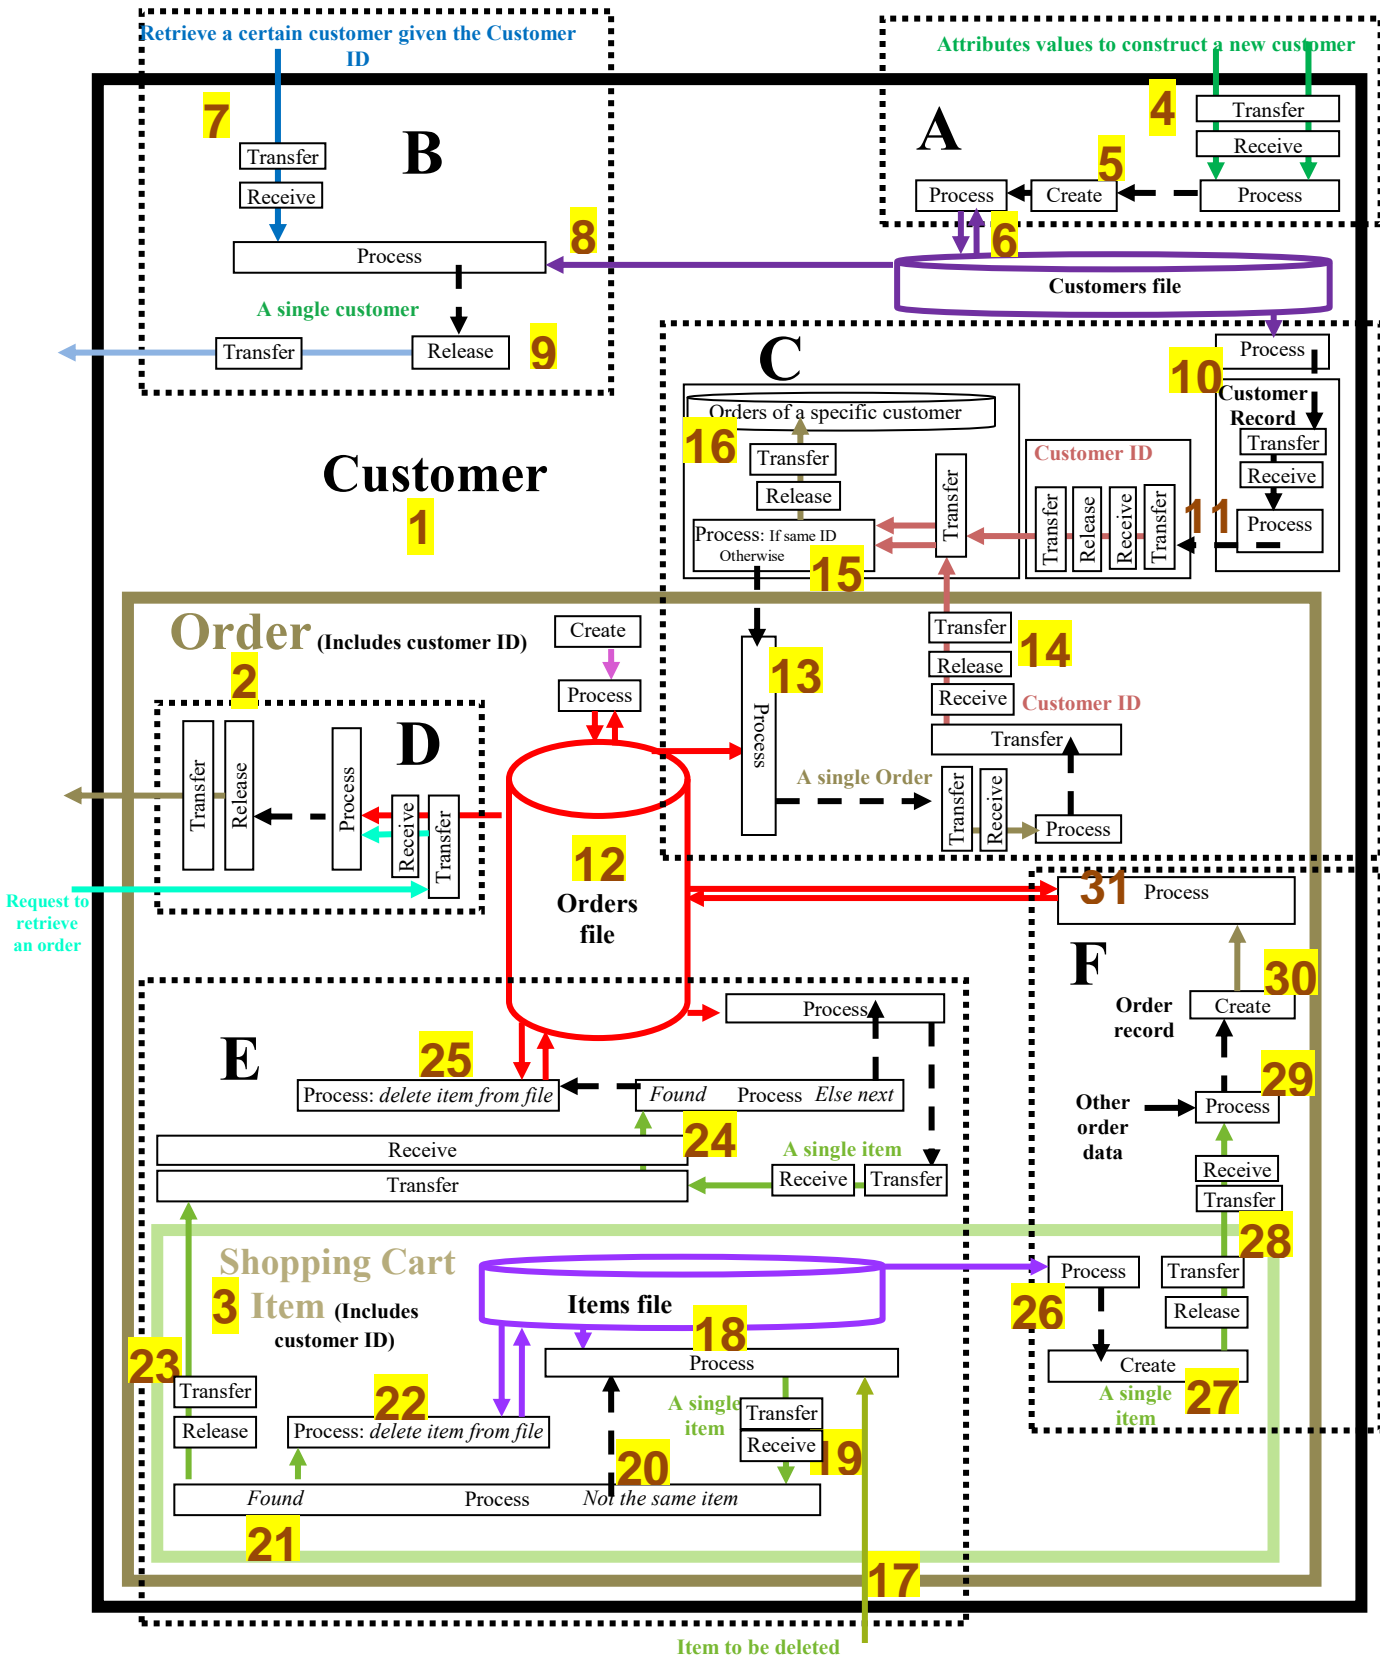 Retrieve a certain customer given the Customer
ID
Attributes values to construct a new customer
7
Transfer
Receive
B
8
Process
A single customer
Transfer
Release
9
4
Transfer
Receive
A
5
Process
Create
Process
6
Customers file
Customer
1
C
Process
10
Customer
Record
Transfer
Receive
Process
11
Customer ID
Transfer
Release
Receive
Transfer
Orders of a specific customer
16
Transfer
Release
Transfer
Process: If same ID
Otherwise
15
Order (Includes customer ID)
2
Create
Process
13
Process
Transfer
Release
Receive
14
Customer ID
Transfer
A single Order
Transfer
Receive
Process
D
Transfer
Release
Process
Receive
Transfer
Request to
retrieve
an order
12
Orders
file
31
Process
F
30
Order
record
Create
29
Other
order
data
Process
Receive
Transfer
28
Transfer
Release
26
Process
Create
27
A single
item
E
Process
25
Process: delete item from file
Found Process Else next
24
Receive
Transfer
A single item
Receive
Transfer
Shopping Cart
3
Item (Includes
customer ID)
Items file
18
Process
23
Transfer
Release
22
Process: delete item from file
A single
item
Transfer
Receive
19
20
Found Process Not the same item
21
17
Item to be deleted